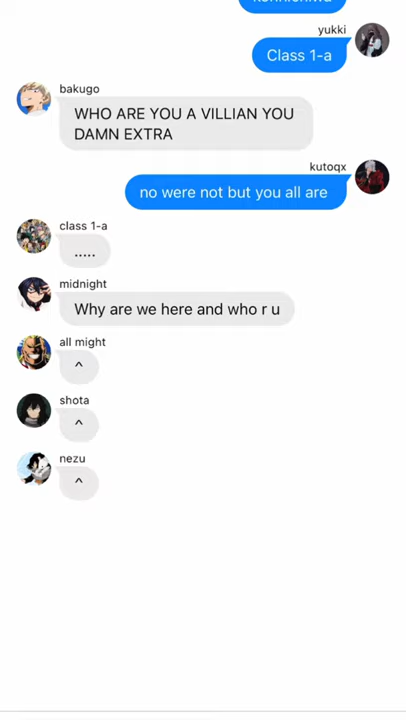 yukki
Class 1-a
bakugo
WHO ARE YOU A VILLIAN YOU
DAMN EXTRA
kutoqx
no were not but you all are
class 1-a
.....
midnight
Why are we here and who r u
all might
^
shota
^
nezu
^